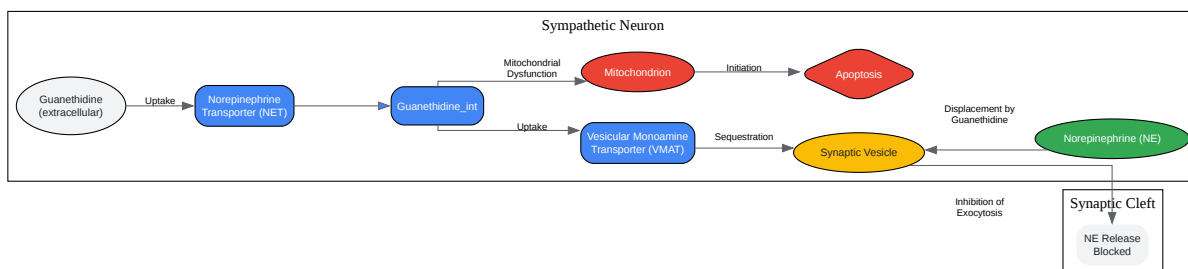 Sympathetic Neuron
Guanethidine
(extracellular)
Uptake
Norepinephrine
Transporter (NET)
Guanethidine_int
Mitochondrial
Dysfunction
Mitochondrion
Initiation
Apoptosis
Uptake
Vesicular Monoamine
Transporter (VMAT)
Sequestration
Synaptic Vesicle
Displacement by
Guanethidine
Norepinephrine (NE)
Inhibition of
Exocytosis
Synaptic Cleft
NE Release
Blocked